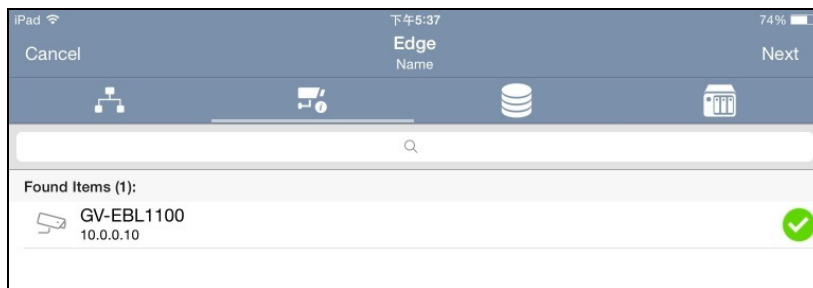 iPad 下午5:37 74%
Cancel Edge Next
Name
Found Items (1):
GV-EBL1100
10.0.0.10